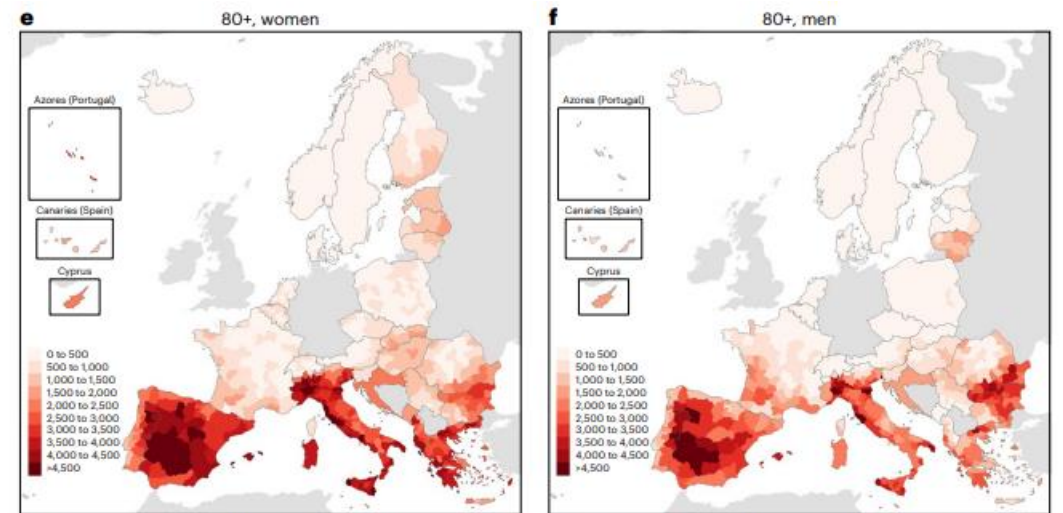 e
80+, women
Azores (Portugal)
Canaries (Spain)
Cyprus
0 to 500
500 to 1,000
1,000 to 1,500
1,500 to 2,000
2,000 to 2,500
2,500 to 3,000
3,000 to 3,500
3,500 to 4,000
4,000 to 4,500
>4,500
f
80+, men
Azores (Portugal)
Canaries (Spain)
Cyprus
0 to 500
500 to 1,000
1,000 to 1,500
1,500 to 2,000
2,000 to 2,500
2,500 to 3,000
3,000 to 3,500
3,500 to 4,000
4,000 to 4,500
>4,500